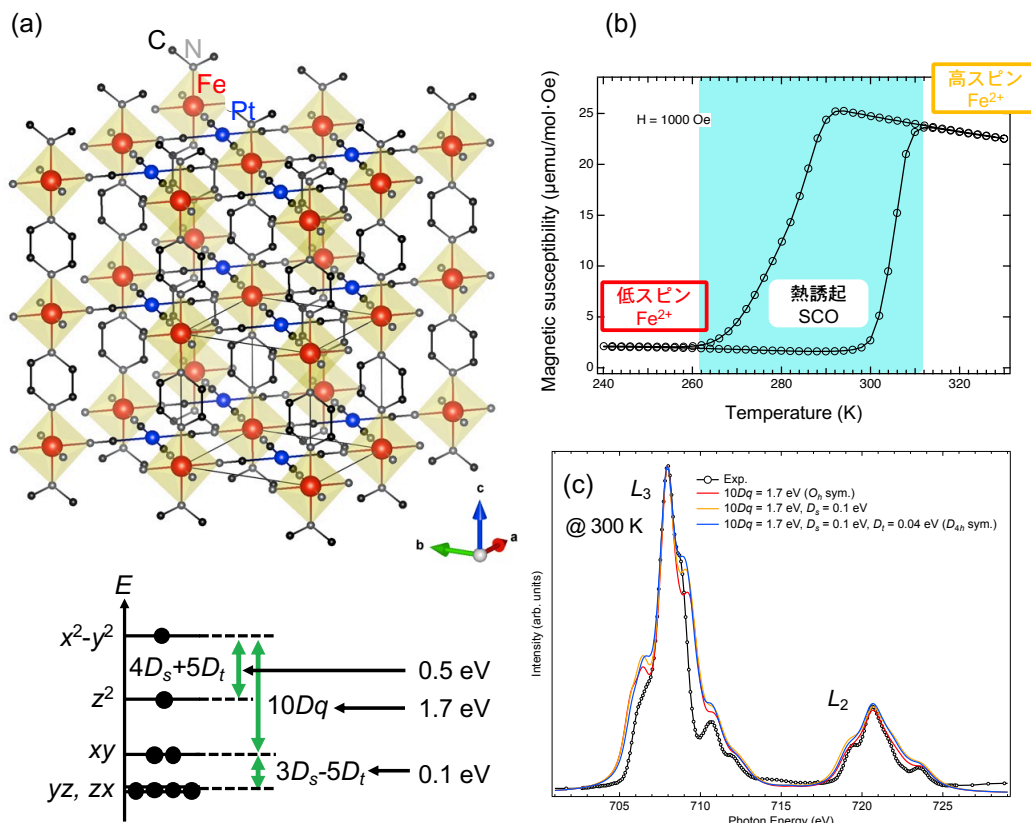 (a)
C
N
Fe
Pt
c
b
a
E
x²-y²
4Dₛ+5Dₜ
0.5 eV
z²
10Dq
1.7 eV
xy
3Dₛ-5Dₜ
0.1 eV
yz, zx
(b)
高スピン
Fe²⁺
H = 1000 Oe
低スピン
Fe²⁺
熱誘起
SCO
Magnetic susceptibility (μemu/mol·Oe)
25
20
15
10
5
0
240
260
280
300
320
Temperature (K)
(c)
L₃
@ 300 K
Exp.
10Dq = 1.7 eV (Oₕ sym.)
10Dq = 1.7 eV, Dₛ = 0.1 eV
10Dq = 1.7 eV, Dₛ = 0.1 eV, Dₜ = 0.04 eV (D₄ₕ sym.)
L₂
Intensity (arb. units)
705
710
715
720
725
Photon Energy (eV)